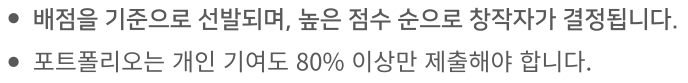 • 배점을 기준으로 선발되며, 높은 점수 순으로 창작자가 결정됩니다.
• 포트폴리오는 개인 기여도 80% 이상만 제출해야 합니다.